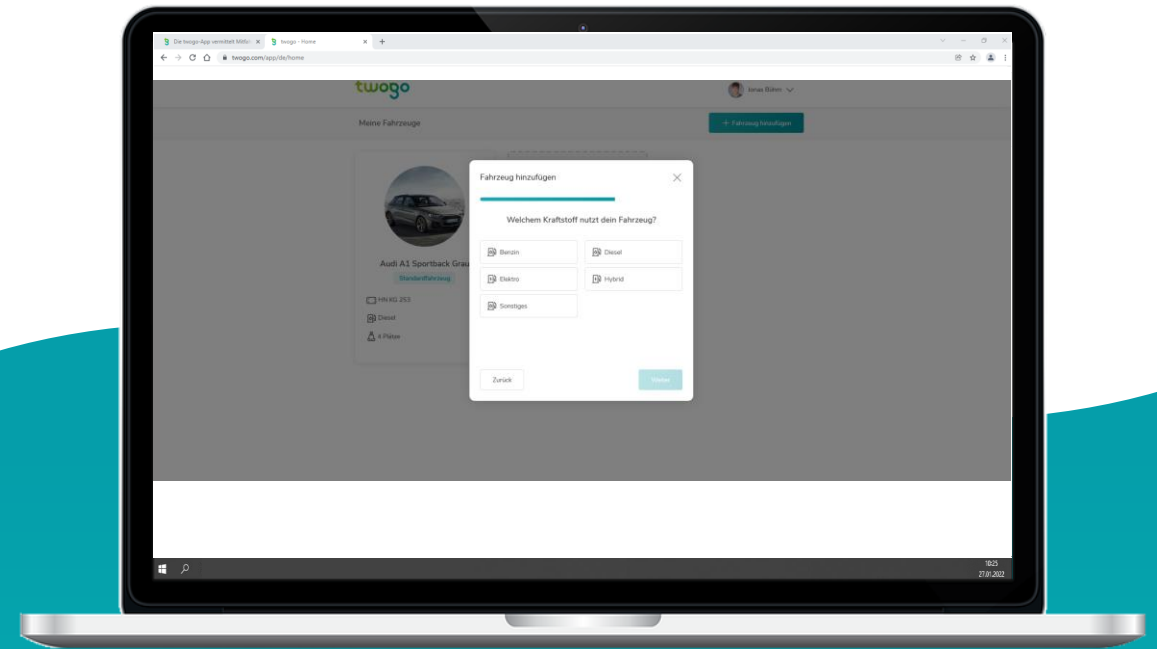 Die twogo-App vermittelt Mitfa
twogo - Home
twogo.com/app/de/home
twogo
Jonas Böhm
Meine Fahrzeuge
+ Fahrzeug hinzufügen
Fahrzeug hinzufügen
Welchem Kraftstoff nutzt dein Fahrzeug?
Benzin
Diesel
Elektro
Hybrid
Sonstiges
Zurück
Weiter
Audi A1 Sportback Grau
Standardfahrzeug
HN KG 253
Diesel
4 Plätze
10:25
27.01.2022